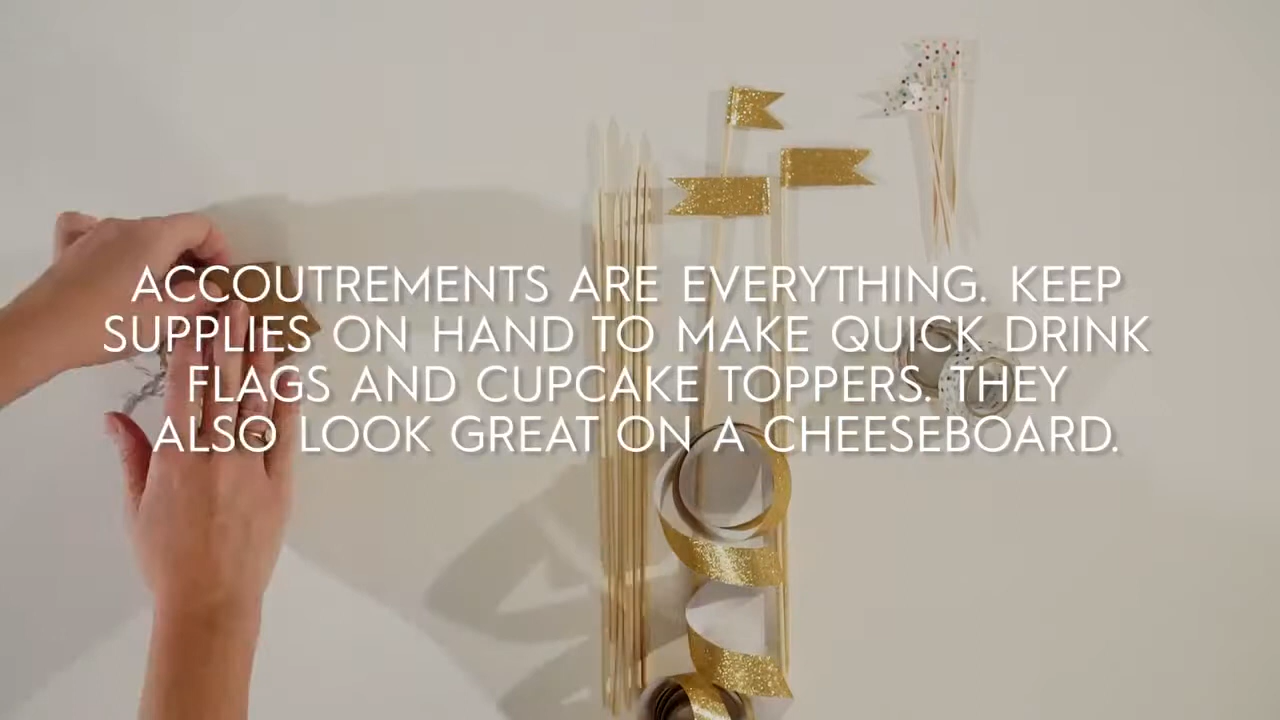 ACCOUTREMENTS ARE EVERYTHING. KEEP
SUPPLIES ON HAND TO MAKE QUICK DRINK
FLAGS AND CUPCAKE TOPPERS. THEY
ALSO LOOK GREAT ON A CHEESEBOARD.